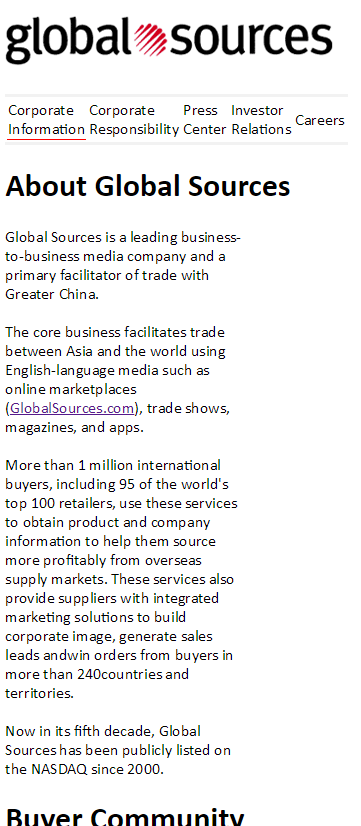 global sources
Corporate Information Corporate Responsibility Press Center Investor Relations Careers
About Global Sources
Global Sources is a leading business-
to-business media company and a
primary facilitator of trade with
Greater China.
The core business facilitates trade
between Asia and the world using
English-language media such as
online marketplaces
(GlobalSources.com), trade shows,
magazines, and apps.
More than 1 million international
buyers, including 95 of the world's
top 100 retailers, use these services
to obtain product and company
information to help them source
more profitably from overseas
supply markets. These services also
provide suppliers with integrated
marketing solutions to build
corporate image, generate sales
leads andwin orders from buyers in
more than 240countries and
territories.
Now in its fifth decade, Global
Sources has been publicly listed on
the NASDAQ since 2000.
Buyer Community